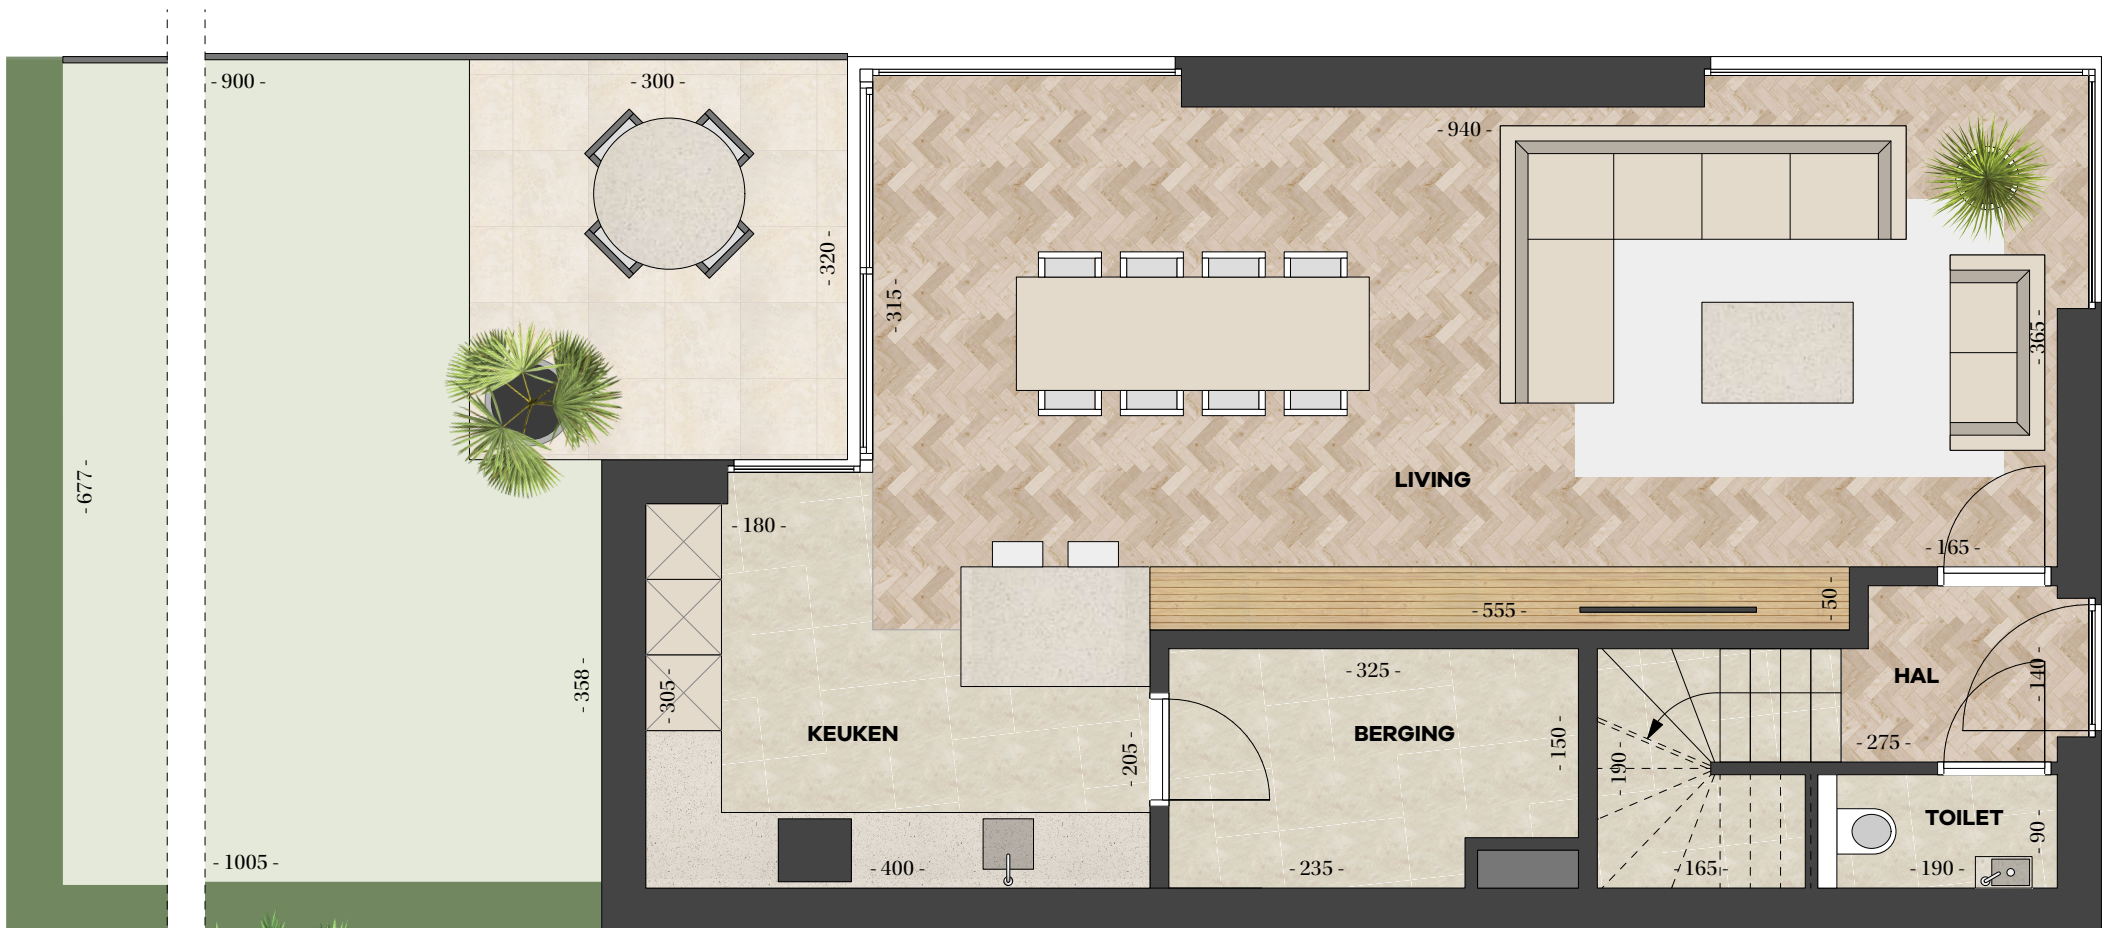 - 900 -
- 300 -
- 940 -
- 320 -
- 315 -
- 365 -
- 677 -
LIVING
- 180 -
- 165 -
- 555 -
- 50 -
- 358 -
- 305 -
- 325 -
HAL
- 140 -
KEUKEN
BERGING
- 205 -
- 150 -
- 190 -
- 275 -
TOILET
- 90 -
- 1005 -
- 400 -
- 235 -
- 165 -
- 190 -